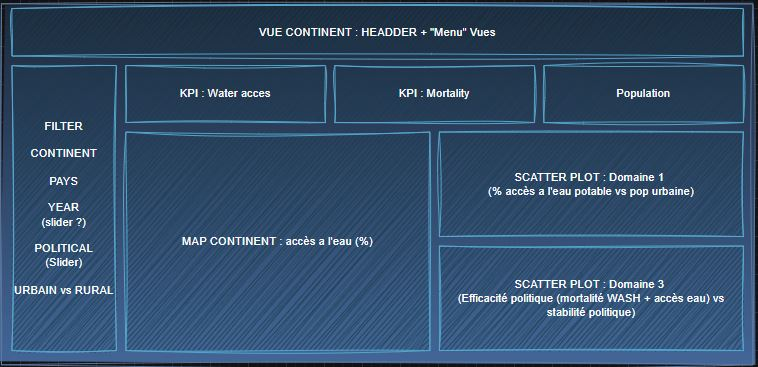 VUE CONTINENT : HEADDER + "Menu" Vues
KPI : Water acces
KPI : Mortality
Population
FILTER
CONTINENT
PAYS
YEAR
(slider ?)
POLITICAL
(Slider)
URBAIN vs RURAL
MAP CONTINENT : accès a l'eau (%)
SCATTER PLOT : Domaine 1
(% accès a l'eau potable vs pop urbaine)
SCATTER PLOT : Domaine 3
(Efficacité politique (mortalité WASH + accès eau) vs
stabilité politique)